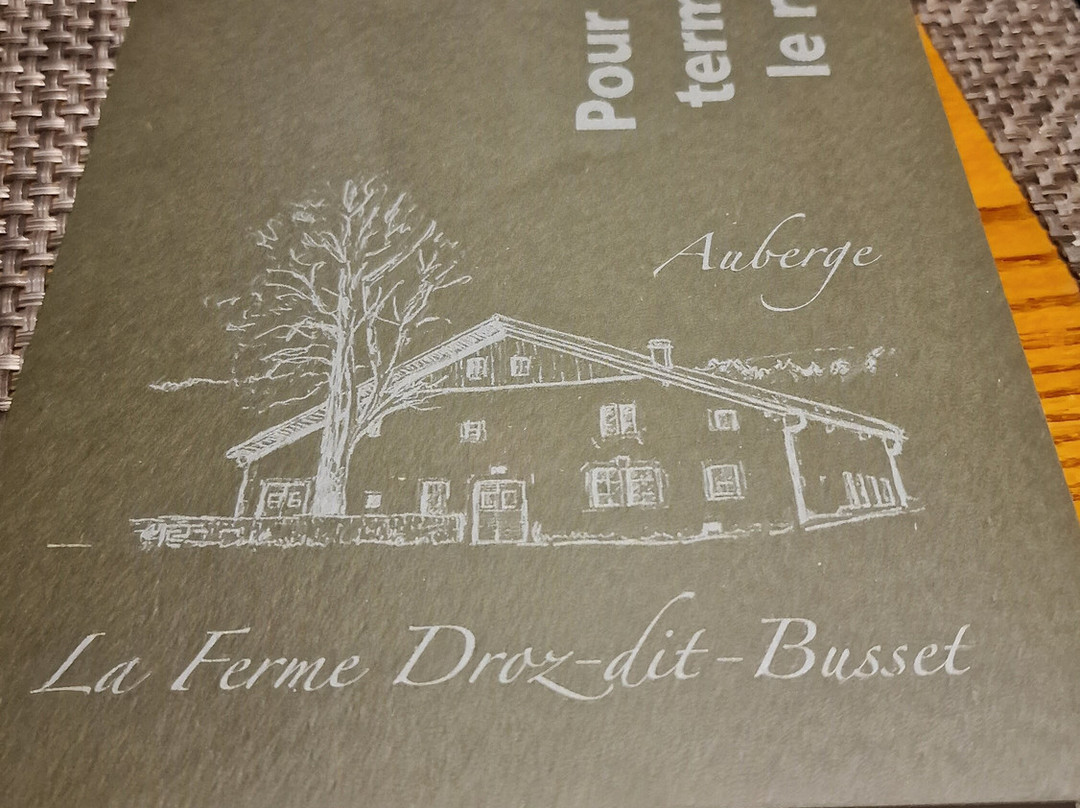 Pour
term
le
Auberge
La Ferme Droz-dit-Busset